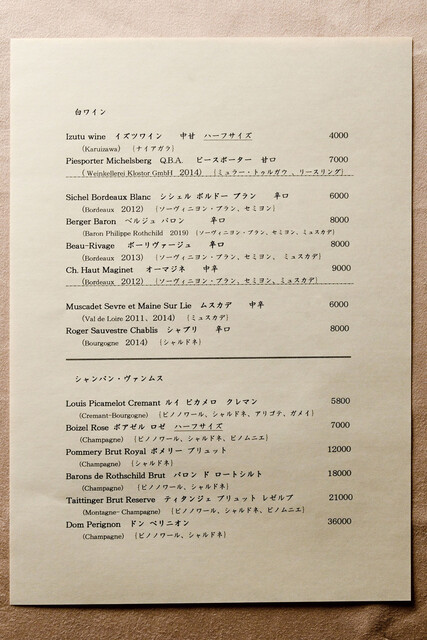 白ワイン
Izutu wine イズツワイン 中甘 ハーフサイズ 4000
(Karuizawa) (ナイアガラ)
Piesporter Michelsberg Q.B.A. ピースポーター 甘口 7000
(Weinkellerei Klostor GmbH 2014) (ミュラー・トゥルガウ 、リースリング)
Sichel Bordeaux Blanc シシェル ボルドー ブラン 辛口 6000
(Bordeaux 2012) (ソーヴィニヨン・ブラン、セミヨン)
Berger Baron ベルジュ バロン 辛口 8000
(Baron Philippe Rothchild 2019) (ソーヴィニヨン・ブラン、セミヨン、ミュスカデ)
Beau-Rivage ボーリヴァージュ 辛口 8000
(Bordeaux 2013) (ソーヴィニヨン・ブラン、セミヨン、 ミュスカデ)
Ch. Haut Maginet オーマジネ 中辛 9000
(Bordeaux 2012) (ソーヴィニヨン・ブラン、セミヨン、ミュスカデ)
Muscadet Sevre et Maine Sur Lie ムスカデ 中辛 6000
(Val de Loire 2011、2014) (ミュスカデ)
Roger Sauvestre Chablis シャブリ 辛口 8000
(Bourgogne 2014) (シャルドネ)
シャンパン・ヴァンムス
Louis Picamelot Cremant ルイ ピカメロ クレマン 5800
(Cremant-Bourgogne) (ピノノワール、シャルドネ、アリゴテ、ガメイ)
Boizel Rose ボアゼル ロゼ ハーフサイズ 7000
(Champagne) (ピノノワール、シャルドネ、ピノムニエ)
Pommery Brut Royal ポメリー ブリュット 12000
(Champagne) (シャルドネ)
Barons de Rothschild Brut バロン ド ロートシルト 18000
(Champagne) (ピノノワール、シャルドネ)
Taittinger Brut Reserve ティタンジェ ブリュット レゼルブ 21000
(Montagne- Champagne) (ピノノワール、シャルドネ、ピノムニエ)
Dom Perignon ドン ペリニオン 36000
(Champagne) (ピノノワール、シャルドネ)